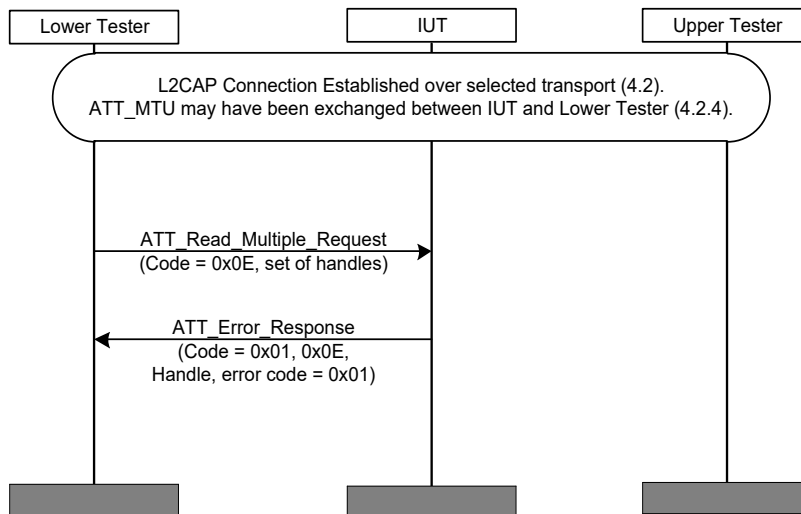 Lower Tester
IUT
Upper Tester
L2CAP Connection Established over selected transport (4.2).
ATT_MTU may have been exchanged between IUT and Lower Tester (4.2.4).
ATT_Read_Multiple_Request
(Code = 0x0E, set of handles)
ATT_Error_Response
(Code = 0x01, 0x0E,
Handle, error code = 0x01)